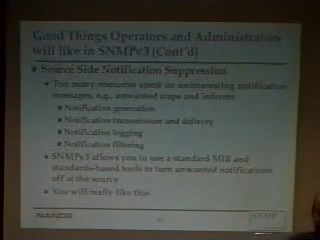 Good Things Operators and Administrators
will like in SNMPv3 (Cont'd)
Source Side Notification Suppression
Too many resources spent on uninteresting notification
messages, e.g., unwanted traps and informs
Notification generation
Notification transmission and delivery
Notification logging
Notification filtering
SNMPv3 allows you to use a standard MIB and
standards-based tools to turn unwanted notifications
off at the source
You will really like this
NANOG
SNMP